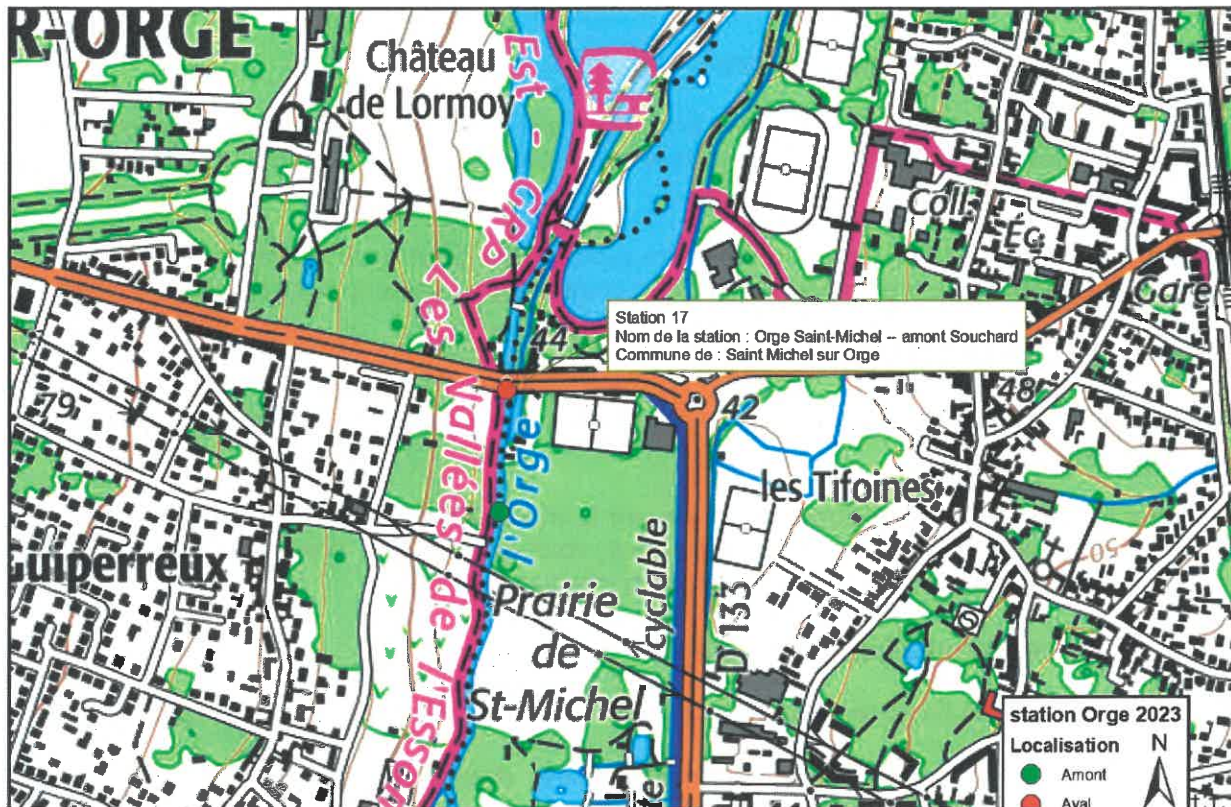 R-ORGE
Château
de Lormoy
Est - GRP
Les Vallées de l'Esson
Coll.
Éc.
Gare
Station 17
Nom de la station : Orge Saint-Michel – amont Souchard
Commune de : Saint Michel sur Orge
44
79
42
48
l'Orge
les Tifoines
50
Guiperreux
Prairie
de
St-Michel
cyclable
D 133
station Orge 2023
Localisation
N
Amont
Aval